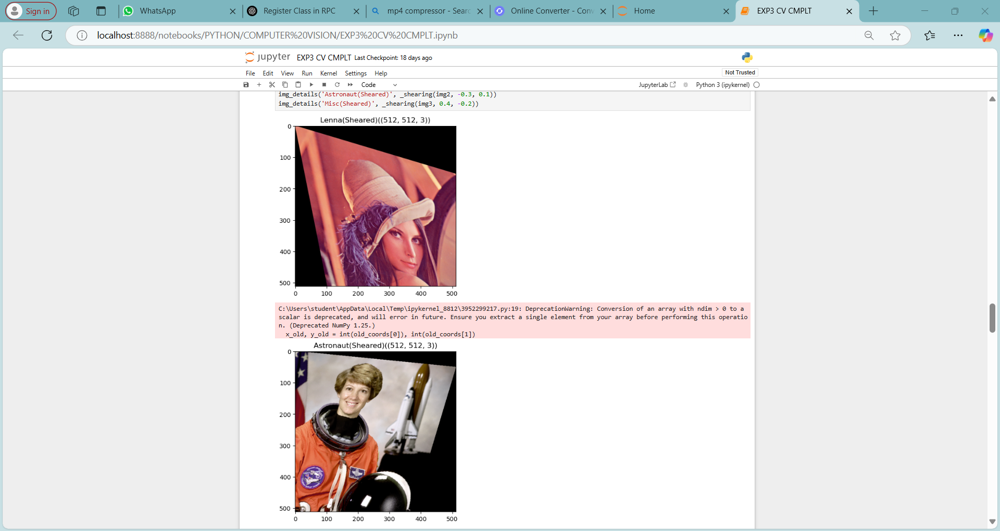 Sign in
WhatsApp
Register Class in RPC
mp4 compressor - Searc
Online Converter - Conv
Home
EXP3 CV CMPLT
localhost:8888/notebooks/PYTHON/COMPUTER%20VISION/EXP3%20CV%20CMPLT.ipynb
jupyter EXP3 CV CMPLT Last Checkpoint: 18 days ago
File Edit View Run Kernel Settings Help
Not Trusted
Code
JupyterLab
Python 3 (ipykernel)
img_details('Astronaut(Sheared)', _shearing(img2, -0.3, 0.1))
img_details('Misc(Sheared)', _shearing(img3, 0.4, -0.2))
Lenna(Sheared)((512, 512, 3))
0
100
200
300
400
500
0 100 200 300 400 500
C:\Users\student\AppData\Local\Temp\ipykernel_8812\3952299217.py:19: DeprecationWarning: Conversion of an array with ndim > 0 to a
scalar is deprecated, and will error in future. Ensure you extract a single element from your array before performing this operatio
n. (Deprecated NumPy 1.25.)
x_old, y_old = int(old_coords[0]), int(old_coords[1])
Astronaut(Sheared)((512, 512, 3))
0
100
200
300
400
500
0 100 200 300 400 500